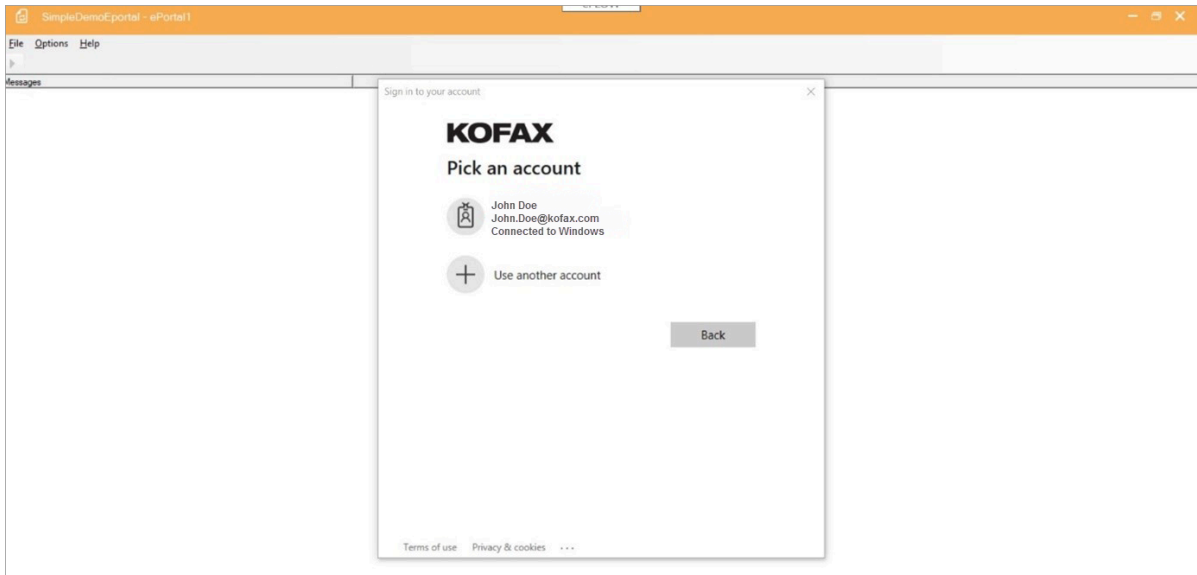 SimpleDemoEportal - ePortal1
File Options Help
Messages
Sign in to your account
KOFAX
Pick an account
John Doe
John.Doe@kofax.com
Connected to Windows
Use another account
Back
Terms of use Privacy & cookies ...